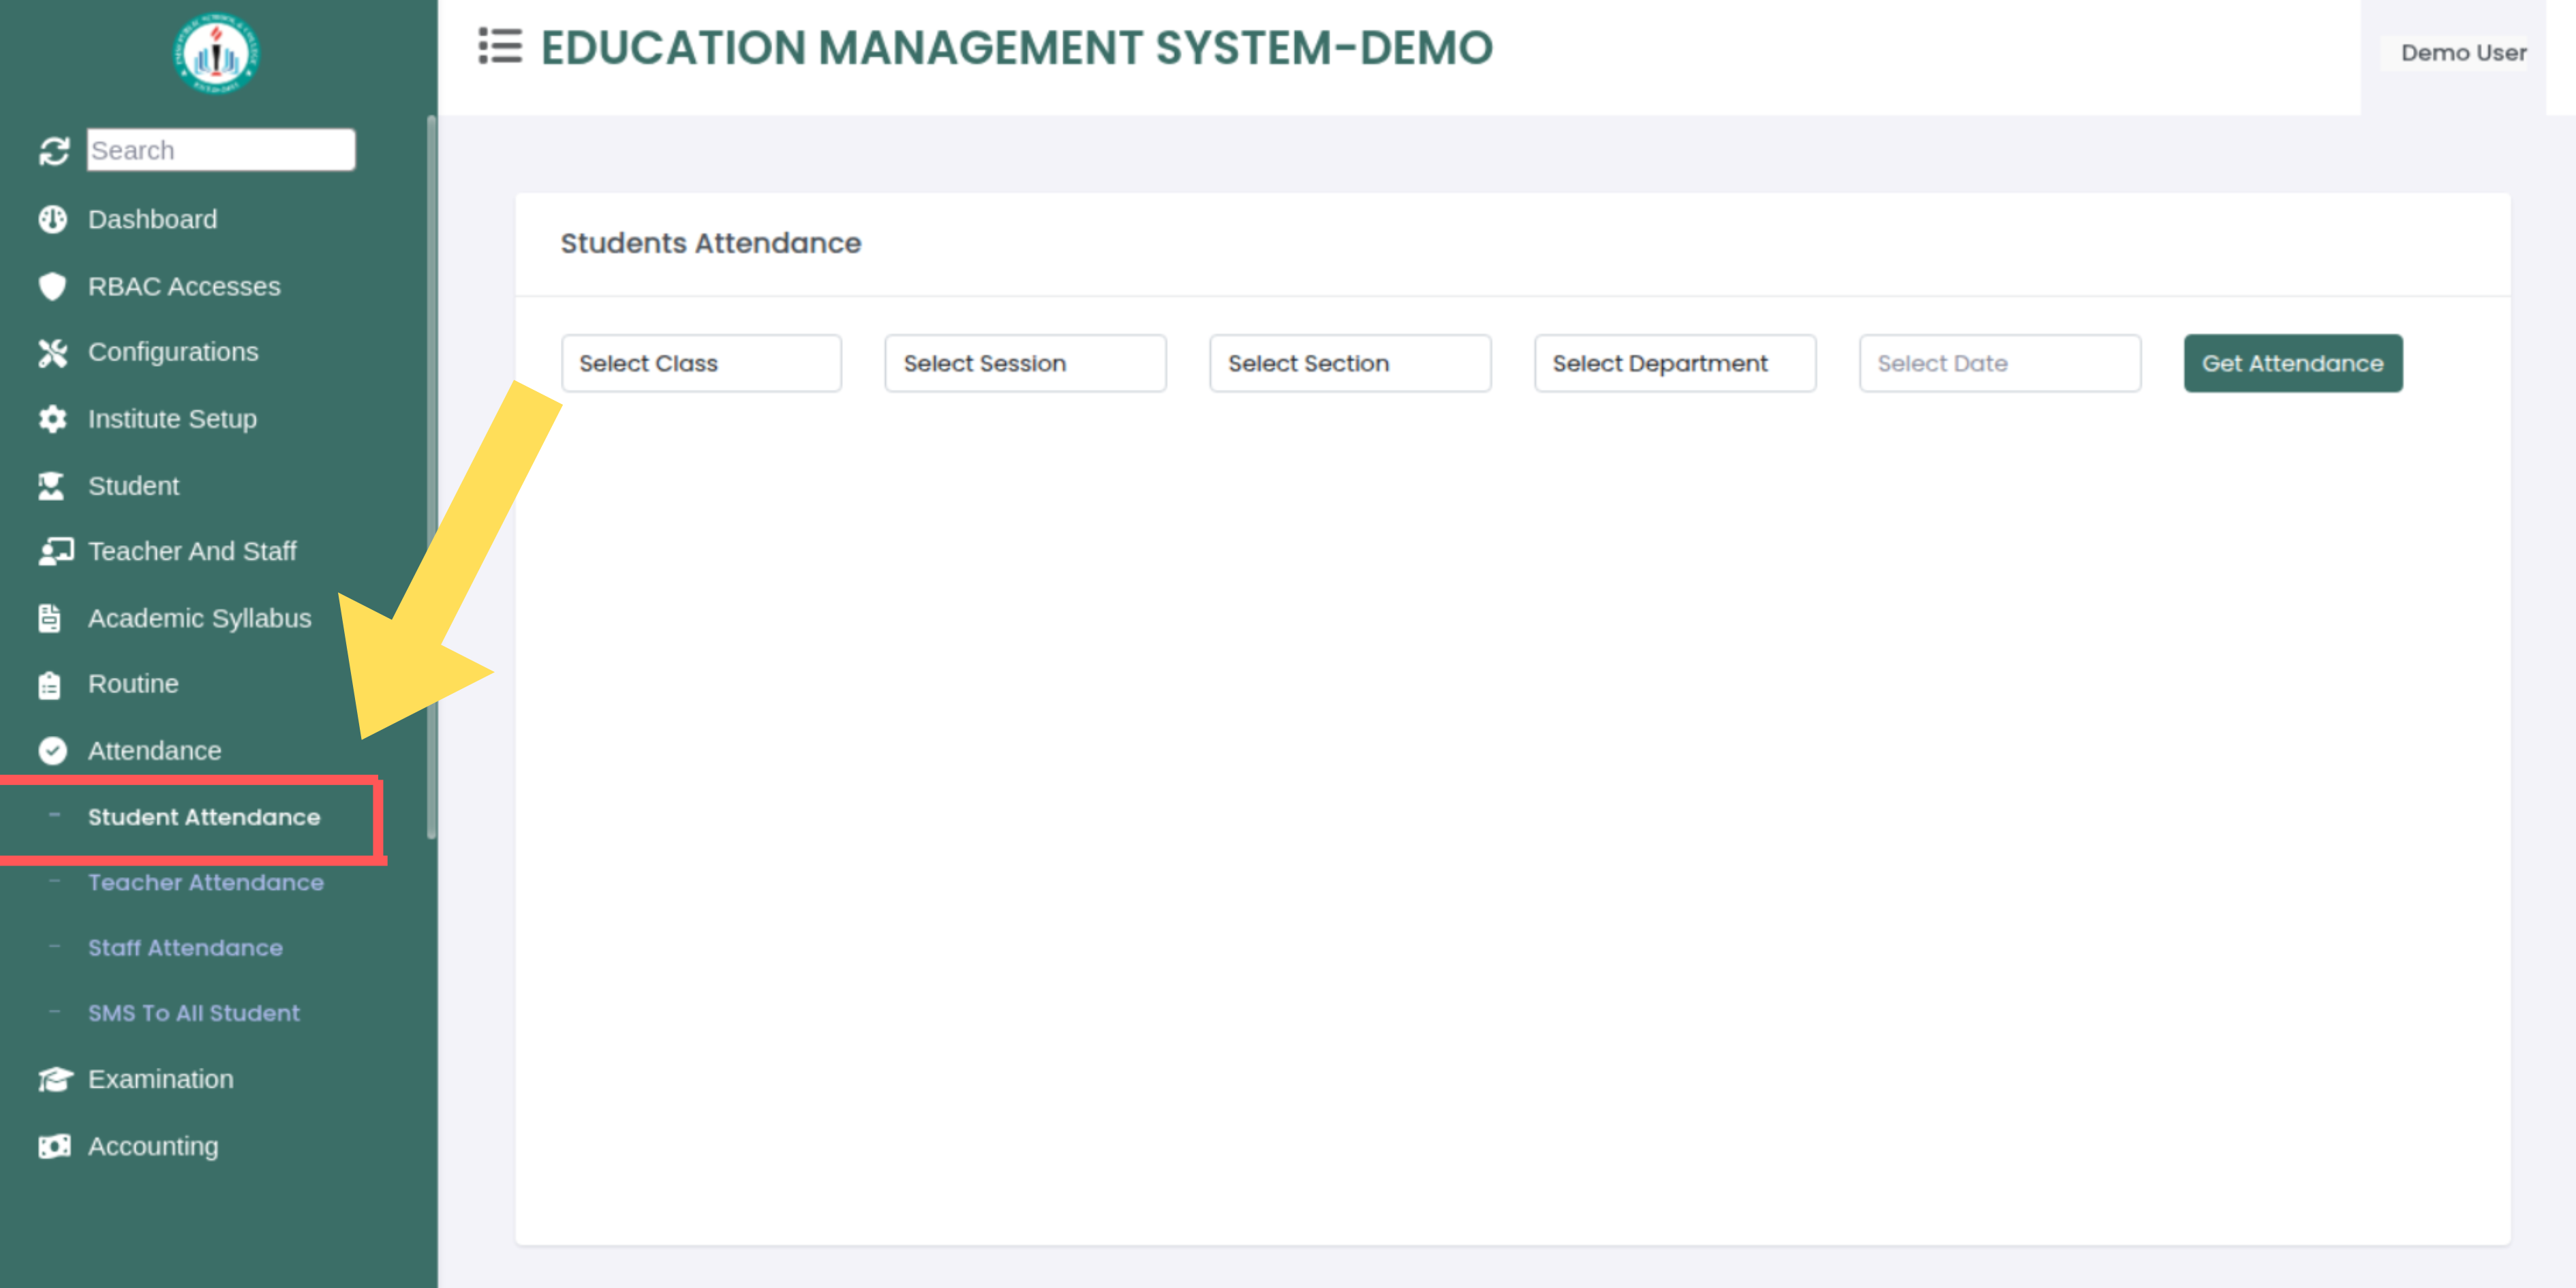 EDUCATION MANAGEMENT SYSTEM-DEMO
Demo User
Search
Dashboard
RBAC Accesses
Configurations
Institute Setup
Student
Teacher And Staff
Academic Syllabus
Routine
Attendance
- Student Attendance
- Teacher Attendance
- Staff Attendance
- SMS To All Student
Examination
Accounting
Students Attendance
Select Class
Select Session
Select Section
Select Department
Select Date
Get Attendance